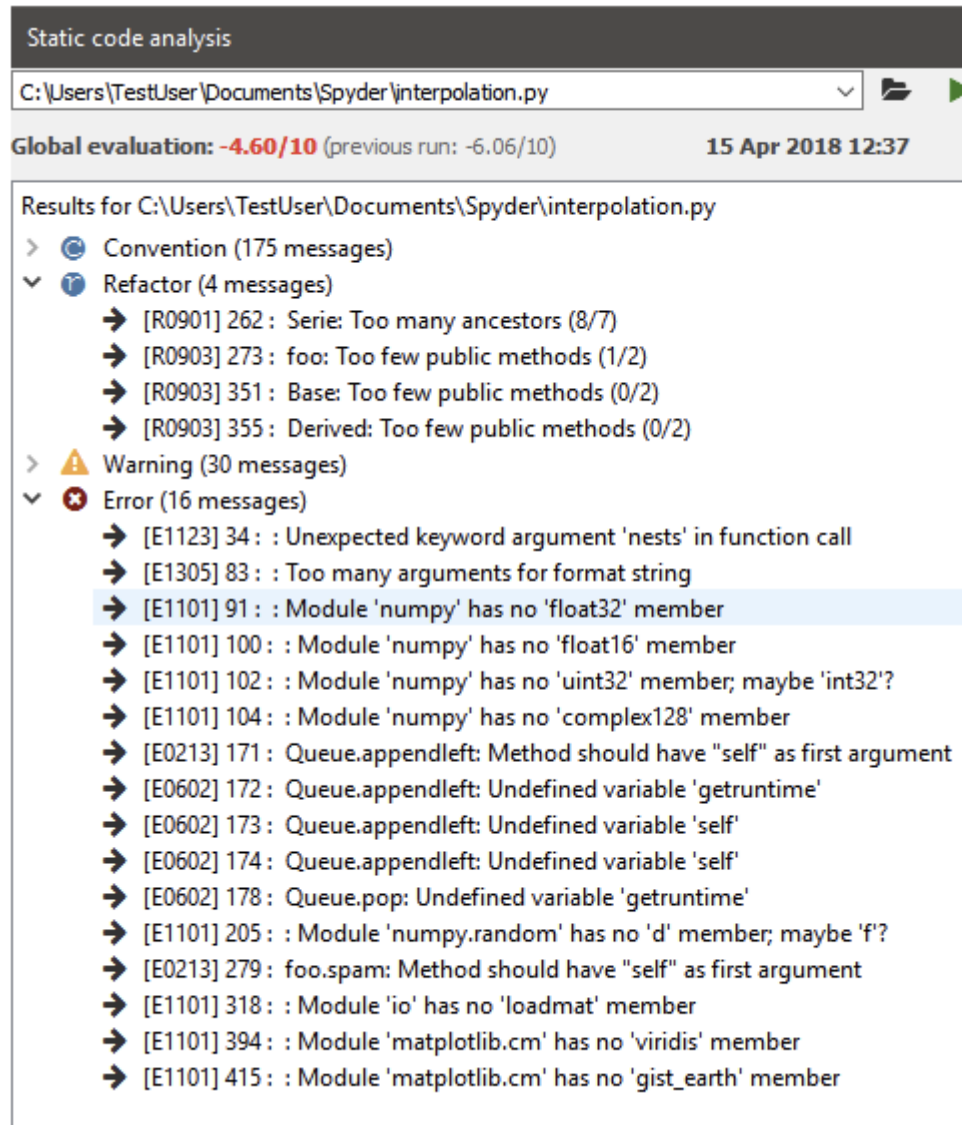 Static code analysis
C:\Users\TestUser\Documents\Spyder\interpolation.py
Global evaluation: -4.60/10 (previous run: -6.06/10) 15 Apr 2018 12:37
Results for C:\Users\TestUser\Documents\Spyder\interpolation.py
C Convention (175 messages)
r Refactor (4 messages)
[R0901] 262 : Serie: Too many ancestors (8/7)
[R0903] 273 : foo: Too few public methods (1/2)
[R0903] 351 : Base: Too few public methods (0/2)
[R0903] 355 : Derived: Too few public methods (0/2)
Warning (30 messages)
Error (16 messages)
[E1123] 34 : : Unexpected keyword argument 'nests' in function call
[E1305] 83 : : Too many arguments for format string
[E1101] 91 : : Module 'numpy' has no 'float32' member
[E1101] 100 : : Module 'numpy' has no 'float16' member
[E1101] 102 : : Module 'numpy' has no 'uint32' member; maybe 'int32'?
[E1101] 104 : : Module 'numpy' has no 'complex128' member
[E0213] 171 : Queue.appendleft: Method should have "self" as first argument
[E0602] 172 : Queue.appendleft: Undefined variable 'getruntime'
[E0602] 173 : Queue.appendleft: Undefined variable 'self'
[E0602] 174 : Queue.appendleft: Undefined variable 'self'
[E0602] 178 : Queue.pop: Undefined variable 'getruntime'
[E1101] 205 : : Module 'numpy.random' has no 'd' member; maybe 'f'?
[E0213] 279 : foo.spam: Method should have "self" as first argument
[E1101] 318 : : Module 'io' has no 'loadmat' member
[E1101] 394 : : Module 'matplotlib.cm' has no 'viridis' member
[E1101] 415 : : Module 'matplotlib.cm' has no 'gist_earth' member